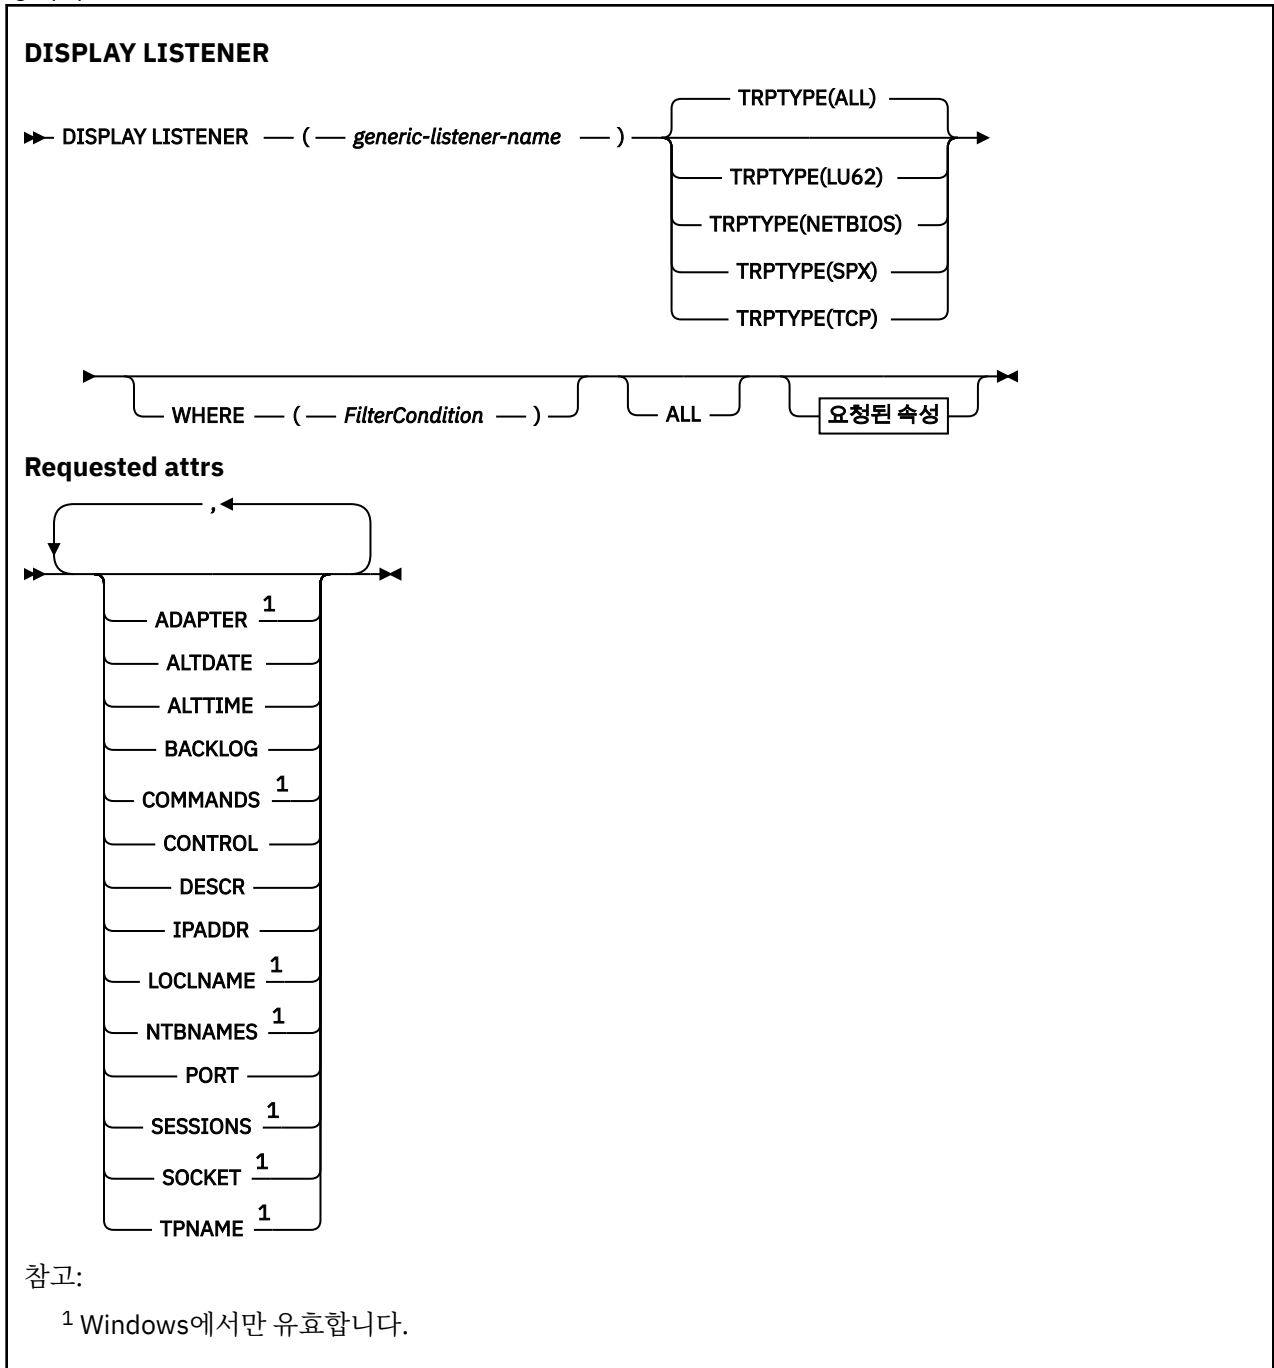 DISPLAY LISTENER
TRPTYPE(ALL)
DISPLAY LISTENER ( generic-listener-name )
TRPTYPE(LU62)
TRPTYPE(NETBIOS)
TRPTYPE(SPX)
TRPTYPE(TCP)
WHERE ( FilterCondition ) ALL 요청된 속성
Requested attrs
,
ADAPTER 1
ALTDATE
ALTTIME
BACKLOG
COMMANDS 1
CONTROL
DESCR
IPADDR
LOCLNAME 1
NTBNAMES 1
PORT
SESSIONS 1
SOCKET 1
TPNAME 1
참고:
1 Windows에서만 유효합니다.